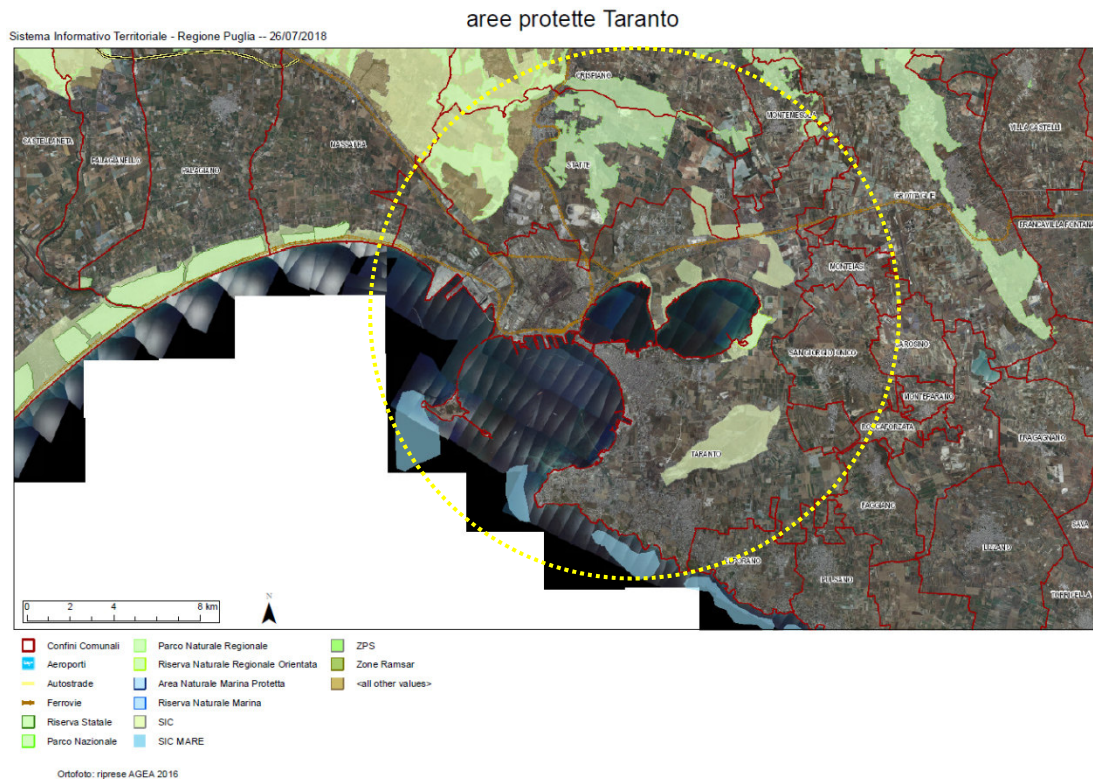 aree protette Taranto
Sistema Informativo Territoriale - Regione Puglia -- 26/07/2018
CRISPIANO
MONTEMESOLA
VILLA CASTELLI
CASTELLANETA
PALAGIANELLO
PALAGIANO
MASSAFRA
STATTE
GROTTAGLIE
FRANCAVILLA FONTANA
MONTEIASI
SAN GIORGIO IONICO
CAROSINO
MONTEPARANO
ROCCAFORZATA
FRAGAGNANO
TARANTO
FAGGIANO
SAVA
LIZZANO
LEPORANO
PULSANO
TORRICELLA
0 2 4 8 km
N
Confini Comunali
Aeroporti
Autostrade
Ferrovie
Riserva Statale
Parco Nazionale
Parco Naturale Regionale
Riserva Naturale Regionale Orientata
Area Naturale Marina Protetta
Riserva Naturale Marina
SIC
SIC MARE
ZPS
Zone Ramsar
<all other values>
Ortofoto: riprese AGEA 2016